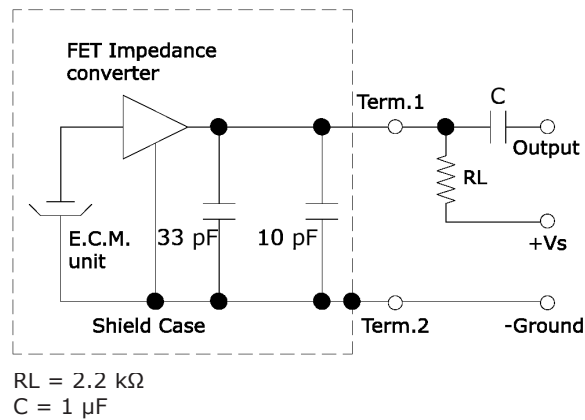 FET Impedance
converter
Term.1
C
Output
RL
+Vs
E.C.M.
unit
33 pF
10 pF
Shield Case
Term.2
-Ground
RL = 2.2 kΩ
C = 1 µF